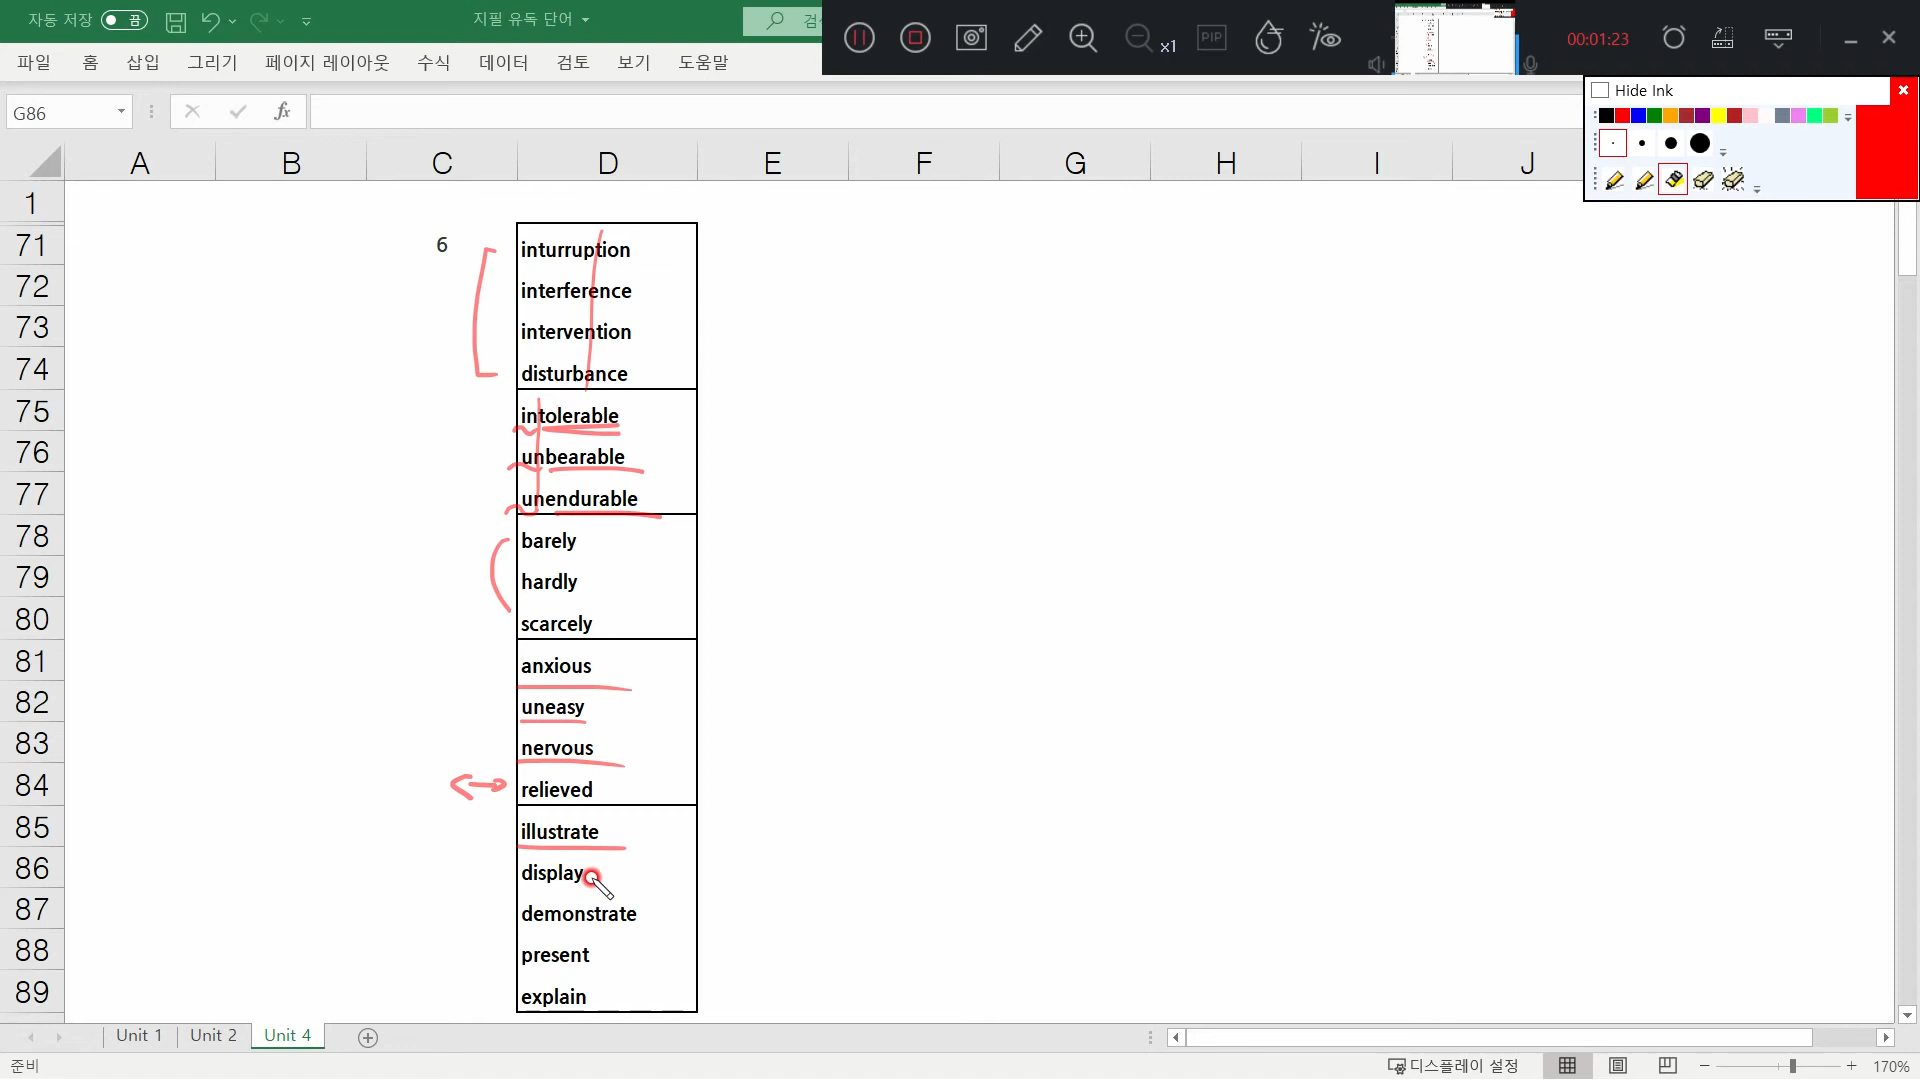 자동 저장 끔 지필 유독 단어
x1 PIP 00:01:23
파일 홈 삽입 그리기 페이지 레이아웃 수식 데이터 검토 보기 도움말
Hide Ink
G86 fx
A B C D E F G H I J
1
71 6 inturruption
72 interference
73 intervention
74 disturbance
75 intolerable
76 unbearable
77 unendurable
78 barely
79 hardly
80 scarcely
81 anxious
82 uneasy
83 nervous
84 relieved
85 illustrate
86 display
87 demonstrate
88 present
89 explain
Unit 1 Unit 2 Unit 4
준비 디스플레이 설정 170%